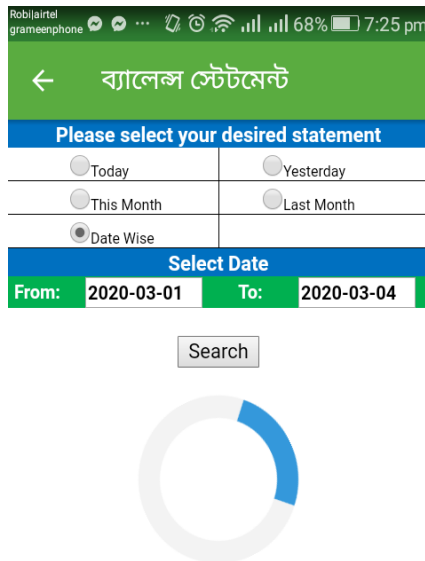 Robi|airtel
grameenphone 68% 7:25 pm
ব্যালেন্স স্টেটমেন্ট
Please select your desired statement
Today Yesterday
This Month Last Month
Date Wise
Select Date
From: 2020-03-01 To: 2020-03-04
Search